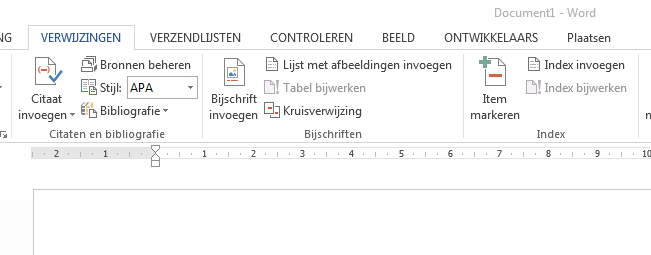 Document1 - Word
NG VERWIJZINGEN VERZENDLIJSTEN CONTROLEREN BEELD ONTWIKKELAARS Plaatsen
Citaat invoegen
Bronnen beheren
Stijl: APA
Bibliografie
Citaten en bibliografie
Bijschrift invoegen
Lijst met afbeeldingen invoegen
Tabel bijwerken
Kruisverwijzing
Bijschriften
Item markeren
Index invoegen
Index bijwerken
Index
2 1 1 2 3 4 5 6 7 8 9 10